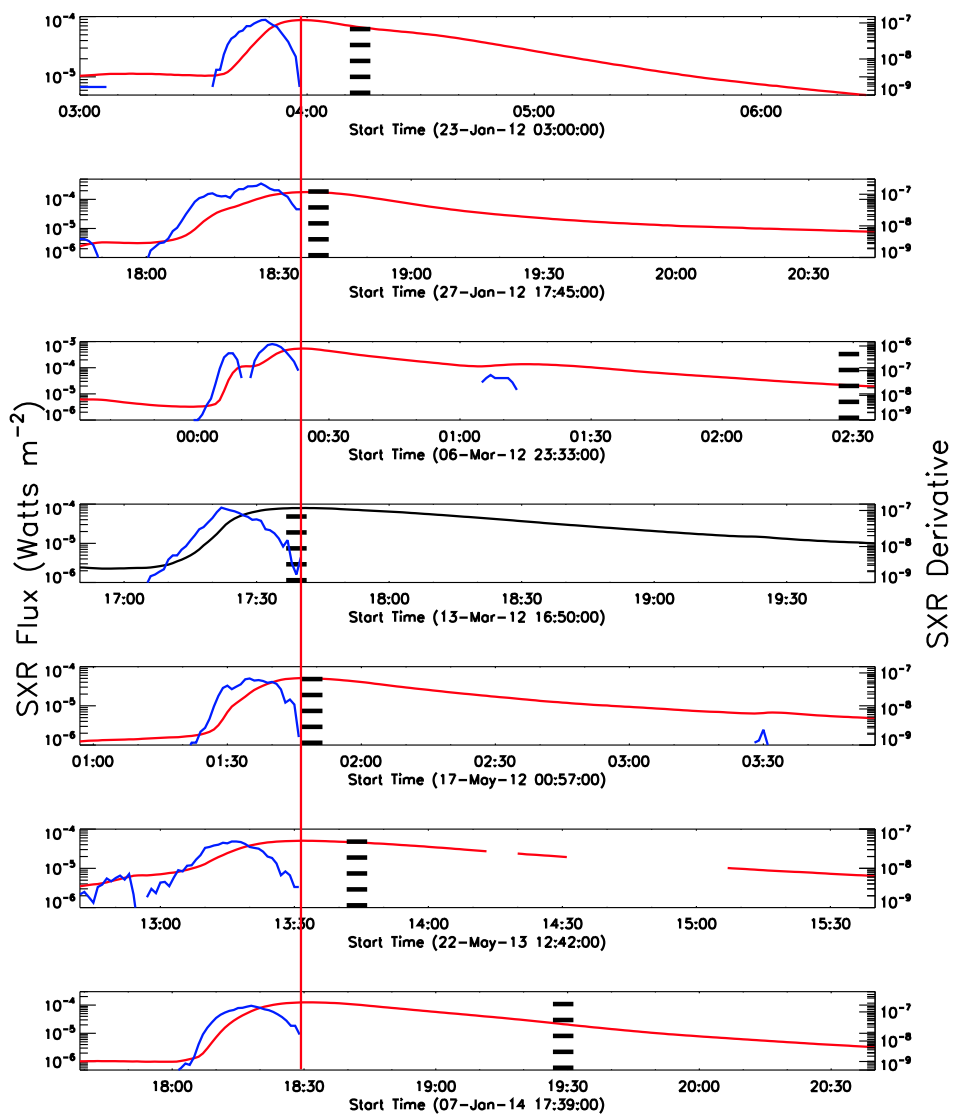 10⁻⁴ 10⁻⁷
10⁻⁸
10⁻⁵ 10⁻⁹
03:00 04:00 05:00 06:00
Start Time (23-Jan-12 03:00:00)
10⁻⁴ 10⁻⁷
10⁻⁵ 10⁻⁸
10⁻⁶ 10⁻⁹
18:00 18:30 19:00 19:30 20:00 20:30
Start Time (27-Jan-12 17:45:00)
10⁻³ 10⁻⁶
10⁻⁴ 10⁻⁷
10⁻⁵ 10⁻⁸
10⁻⁶ 10⁻⁹
00:00 00:30 01:00 01:30 02:00 02:30
Start Time (06-Mar-12 23:33:00)
SXR Flux (Watts m⁻²)
SXR Derivative
10⁻⁴ 10⁻⁷
10⁻⁵ 10⁻⁸
10⁻⁶ 10⁻⁹
17:00 17:30 18:00 18:30 19:00 19:30
Start Time (13-Mar-12 16:50:00)
10⁻⁴ 10⁻⁷
10⁻⁵ 10⁻⁸
10⁻⁶ 10⁻⁹
01:00 01:30 02:00 02:30 03:00 03:30
Start Time (17-May-12 00:57:00)
10⁻⁴ 10⁻⁷
10⁻⁵ 10⁻⁸
10⁻⁶ 10⁻⁹
13:00 13:30 14:00 14:30 15:00 15:30
Start Time (22-May-13 12:42:00)
10⁻⁴ 10⁻⁷
10⁻⁵ 10⁻⁸
10⁻⁶ 10⁻⁹
18:00 18:30 19:00 19:30 20:00 20:30
Start Time (07-Jan-14 17:39:00)